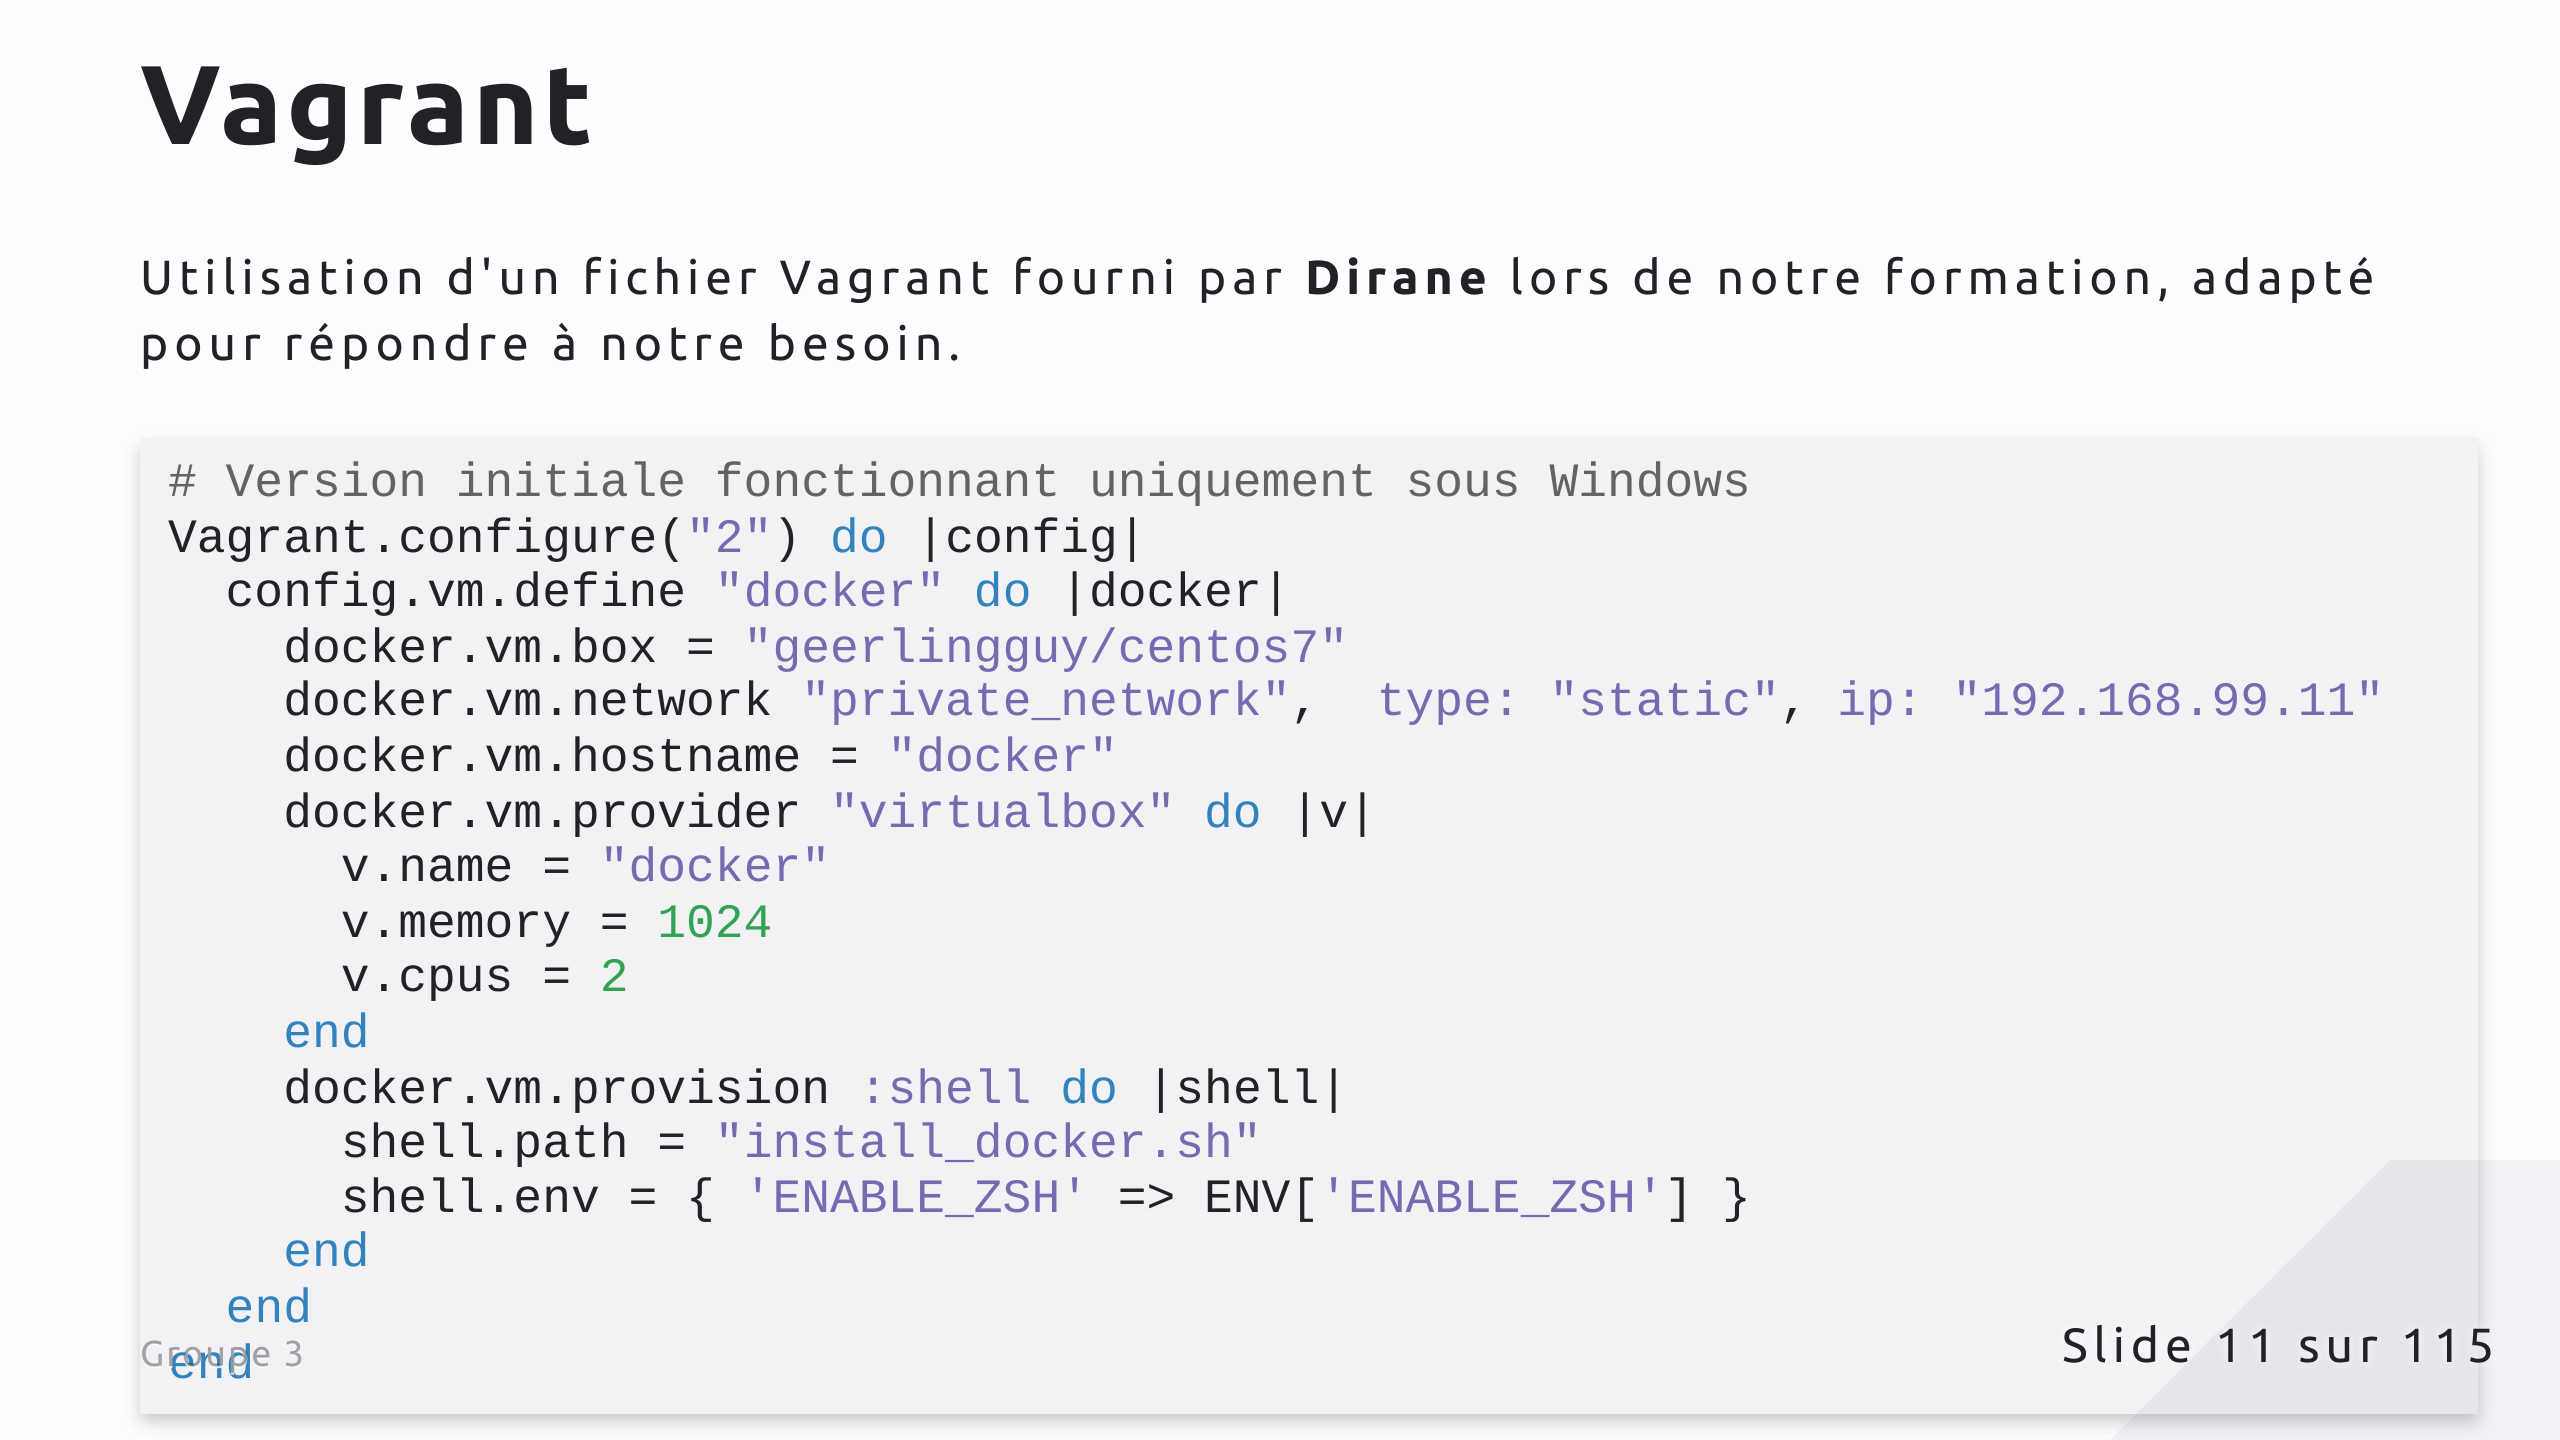 Vagrant
Utilisation d'un fichier Vagrant fourni par Dirane lors de notre formation, adapté
pour répondre à notre besoin.
# Version initiale fonctionnant uniquement sous Windows
Vagrant.configure("2") do |config|
  config.vm.define "docker" do |docker|
    docker.vm.box = "geerlingguy/centos7"
    docker.vm.network "private_network",  type: "static", ip: "192.168.99.11"
    docker.vm.hostname = "docker"
    docker.vm.provider "virtualbox" do |v|
      v.name = "docker"
      v.memory = 1024
      v.cpus = 2
    end
    docker.vm.provision :shell do |shell|
      shell.path = "install_docker.sh"
      shell.env = { 'ENABLE_ZSH' => ENV['ENABLE_ZSH'] }
    end
  end
end
Groupe 3
Slide 11 sur 115